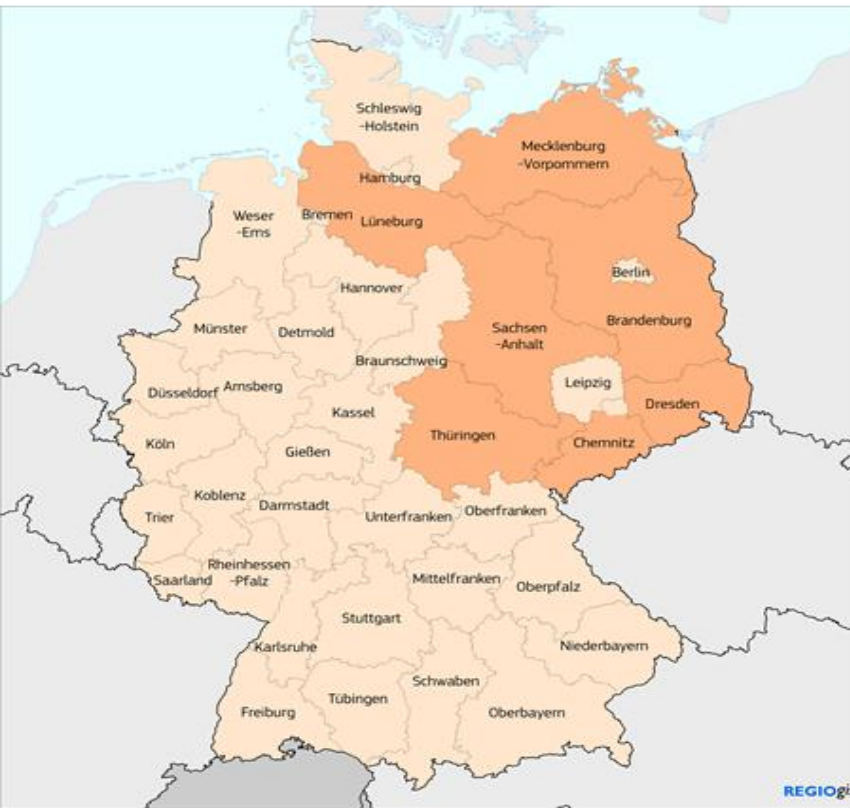 Schleswig
-Holstein
Mecklenburg
-Vorpommern
Hamburg
Weser
-Ems
Bremen
Lüneburg
Berlin
Hannover
Brandenburg
Münster
Detmold
Sachsen
-Anhalt
Braunschweig
Düsseldorf
Arnsberg
Leipzig
Kassel
Dresden
Köln
Thüringen
Chemnitz
Gießen
Koblenz
Darmstadt
Trier
Unterfranken
Oberfranken
Saarland
Rheinhessen
-Pfalz
Mittelfranken
Oberpfalz
Stuttgart
Karlsruhe
Niederbayern
Schwaben
Tübingen
Freiburg
Oberbayern
REGIOgi